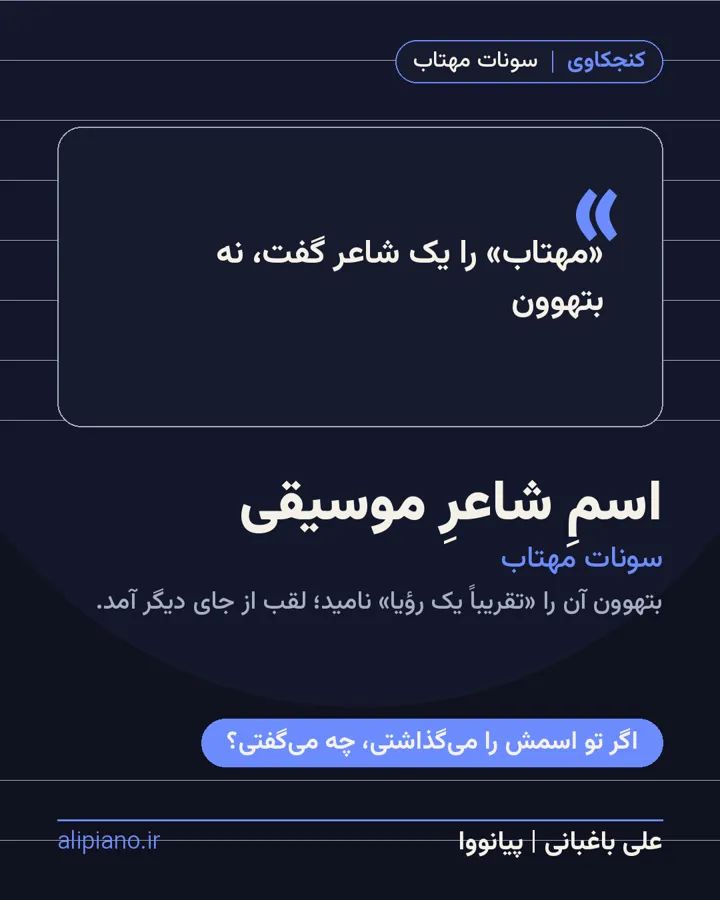 کنجکاوی | سونات مهتاب
«مهتاب» را یک شاعر گفت، نه
بتهوون
اسمِ شاعرِ موسیقی
سونات مهتاب
بتهوون آن را «تقریباً یک رؤیا» نامید؛ لقب از جای دیگر آمد.
اگر تو اسمش را می‌گذاشتی، چه می‌گفتی؟
علی باغبانی | پیانووا
alipiano.ir